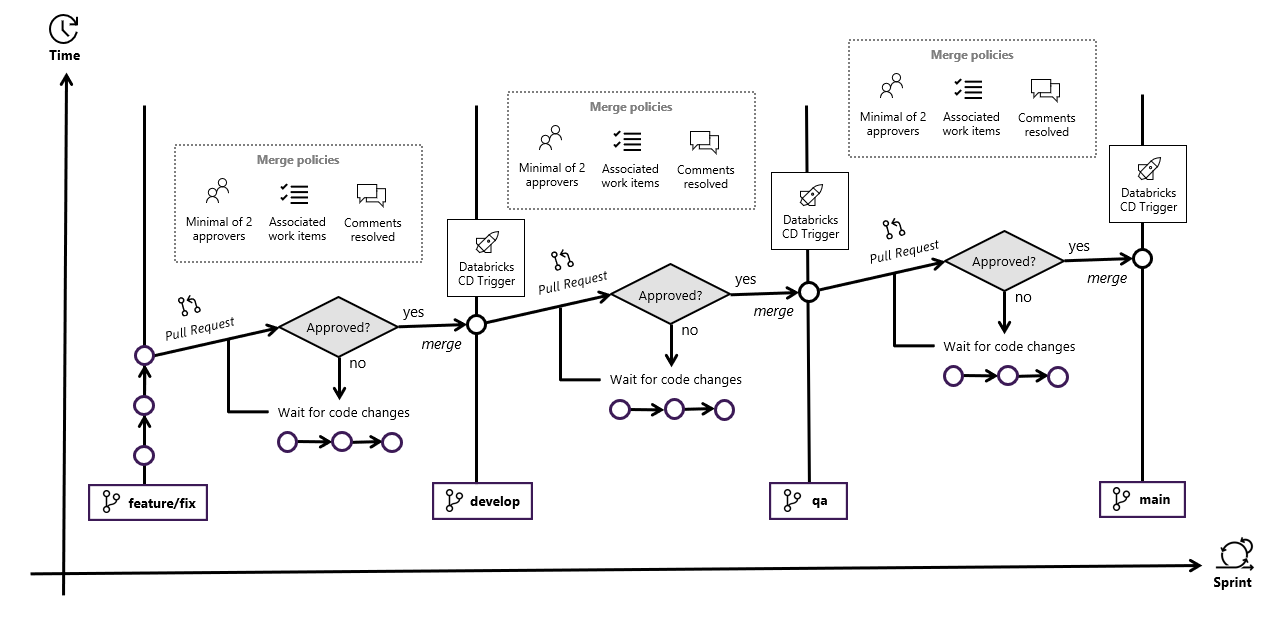 Time
Merge policies
Minimal of 2
approvers
Associated
work items
Comments
resolved
Merge policies
Minimal of 2
approvers
Associated
work items
Comments
resolved
Merge policies
Minimal of 2
approvers
Associated
work items
Comments
resolved
Databricks
CD Trigger
Databricks
CD Trigger
Databricks
CD Trigger
Pull Request
Approved?
yes
merge
no
Wait for code changes
Pull Request
Approved?
yes
merge
no
Wait for code changes
Pull Request
Approved?
yes
merge
no
Wait for code changes
feature/fix
develop
qa
main
Sprint